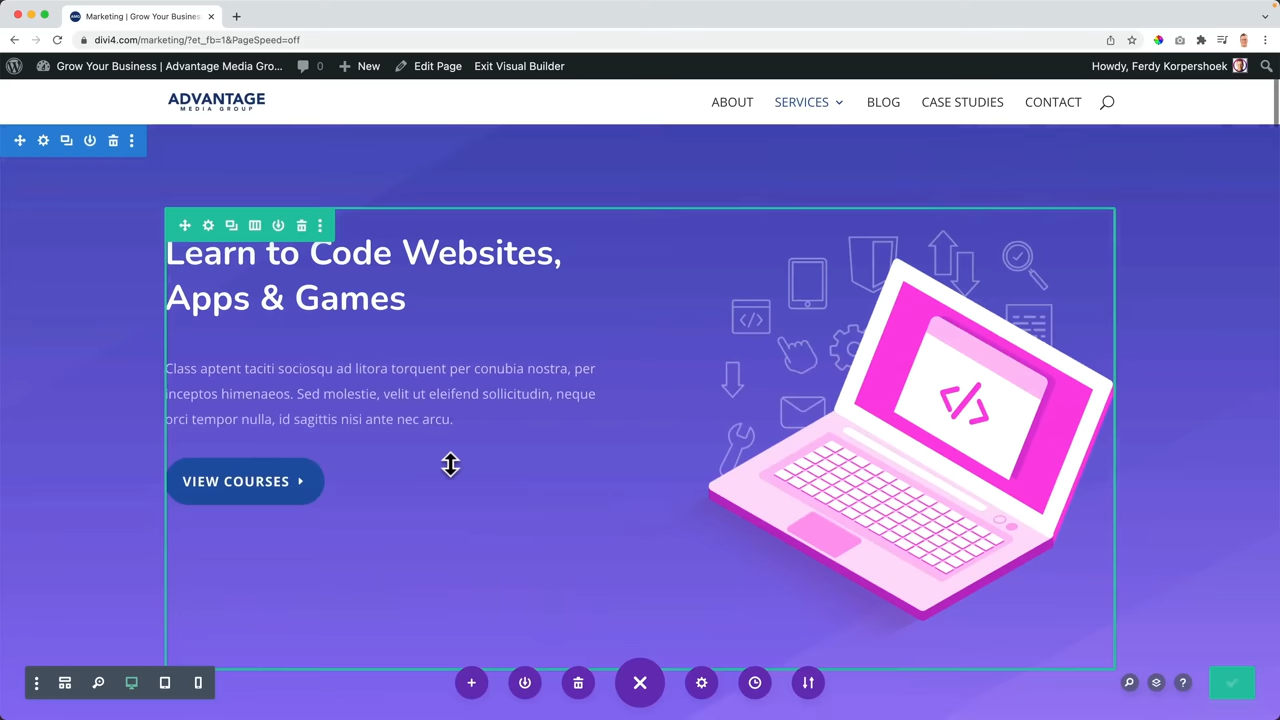 Marketing | Grow Your Busines
divi4.com/marketing/?et_fb=1&PageSpeed=off
Grow Your Business | Advantage Media Gro... 0 New Edit Page Exit Visual Builder Howdy, Ferdy Korpershoek
ADVANTAGE
MEDIA GROUP
ABOUT SERVICES BLOG CASE STUDIES CONTACT
Learn to Code Websites,
Apps & Games
Class aptent taciti sociosqu ad litora torquent per conubia nostra, per
inceptos himenaeos. Sed molestie, velit ut eleifend sollicitudin, neque
orci tempor nulla, id sagittis nisi ante nec arcu.
VIEW COURSES